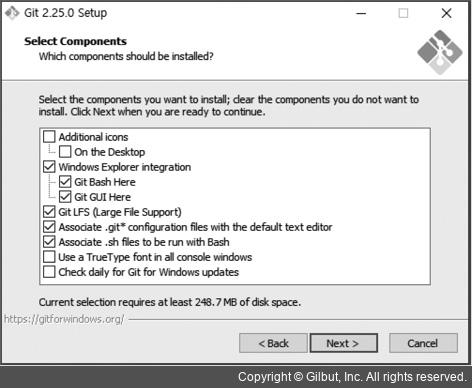 Git 2.25.0 Setup
Select Components
Which components should be installed?
Select the components you want to install; clear the components you do not want to
install. Click Next when you are ready to continue.
Additional icons
On the Desktop
Windows Explorer integration
Git Bash Here
Git GUI Here
Git LFS (Large File Support)
Associate .git* configuration files with the default text editor
Associate .sh files to be run with Bash
Use a TrueType font in all console windows
Check daily for Git for Windows updates
Current selection requires at least 248.7 MB of disk space.
https://gitforwindows.org/
< Back
Next >
Cancel
Copyright © Gilbut, Inc. All rights reserved.